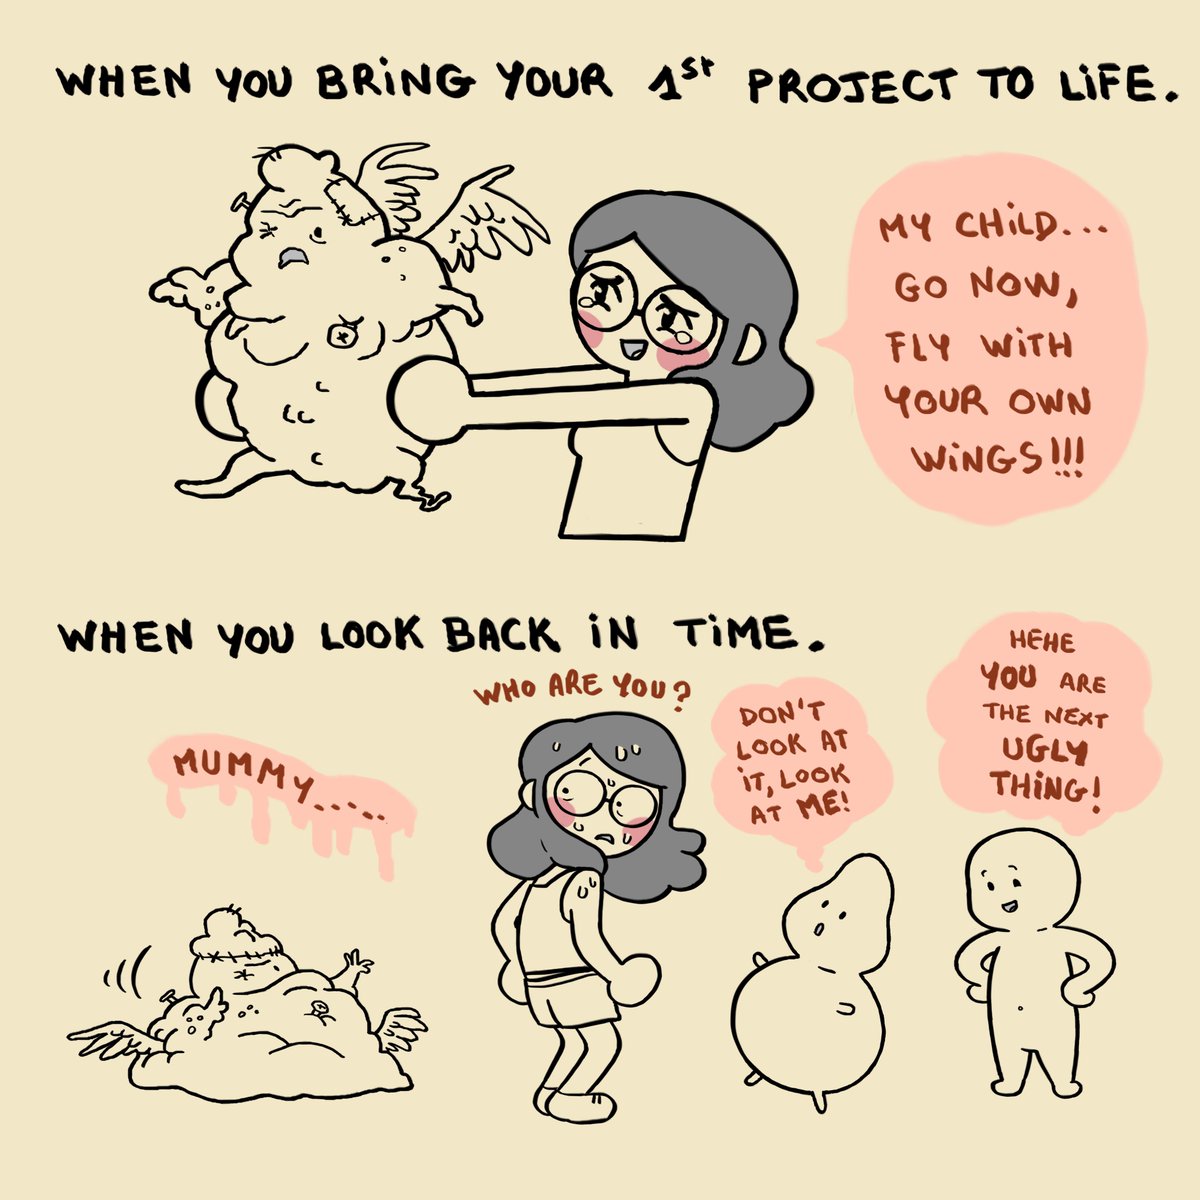 WHEN YOU BRING YOUR 1ST PROJECT TO LIFE.
MY CHILD...
GO NOW,
FLY WITH
YOUR OWN
WINGS!!!
WHEN YOU LOOK BACK IN TIME.
MUMMY.....
WHO ARE YOU?
DON'T
LOOK AT
IT, LOOK
AT ME!
HEHE
YOU ARE
THE NEXT
UGLY
THING!